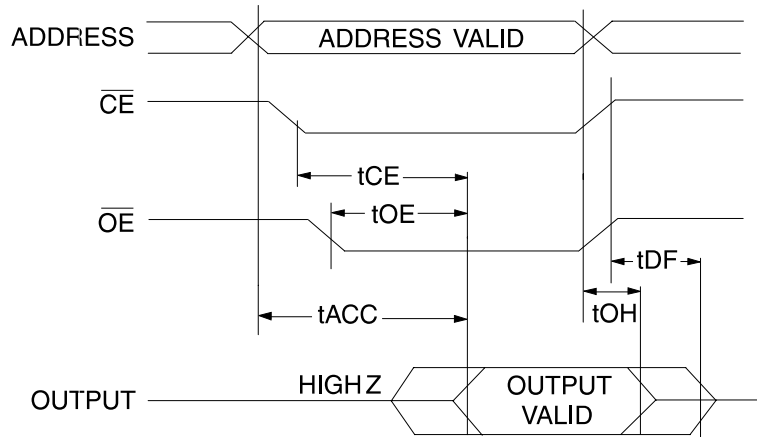 ADDRESS
ADDRESS VALID
CE
tCE
tOE
OE
tDF
tACC
tOH
OUTPUT
HIGH Z
OUTPUT
VALID